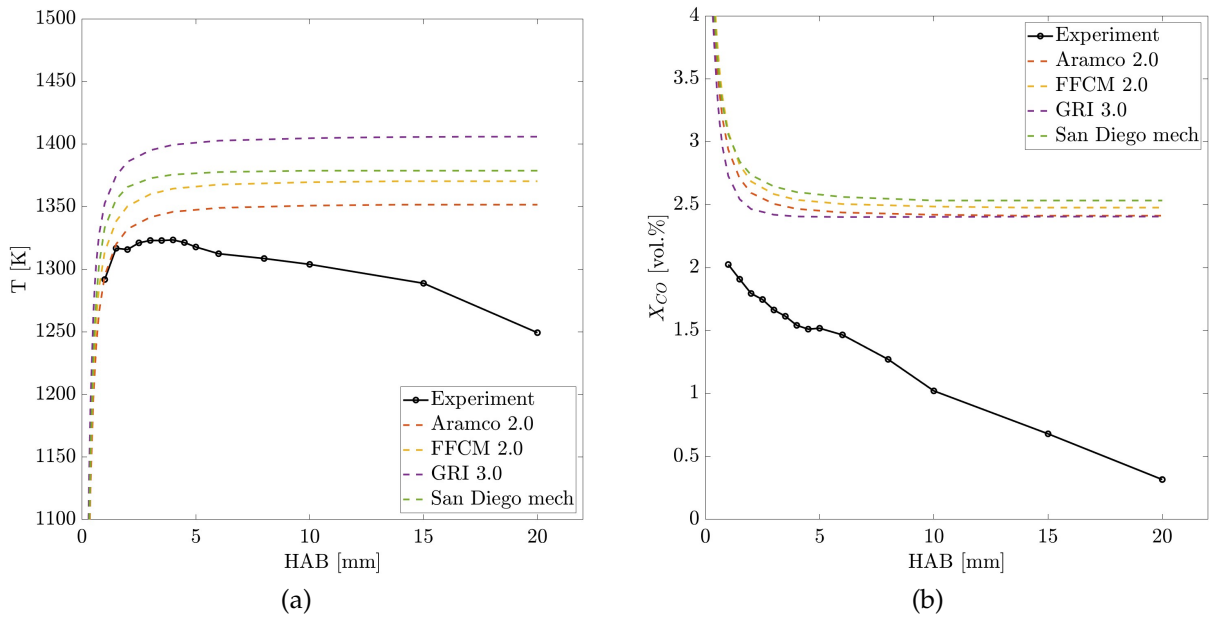 1500
1450
1400
1350
1300
1250
1200
1150
1100
T [K]
0
5
10
15
20
HAB [mm]
Experiment
Aramco 2.0
FFCM 2.0
GRI 3.0
San Diego mech
(a)
4
3.5
3
2.5
2
1.5
1
0.5
0
X_CO [vol.%]
0
5
10
15
20
HAB [mm]
Experiment
Aramco 2.0
FFCM 2.0
GRI 3.0
San Diego mech
(b)